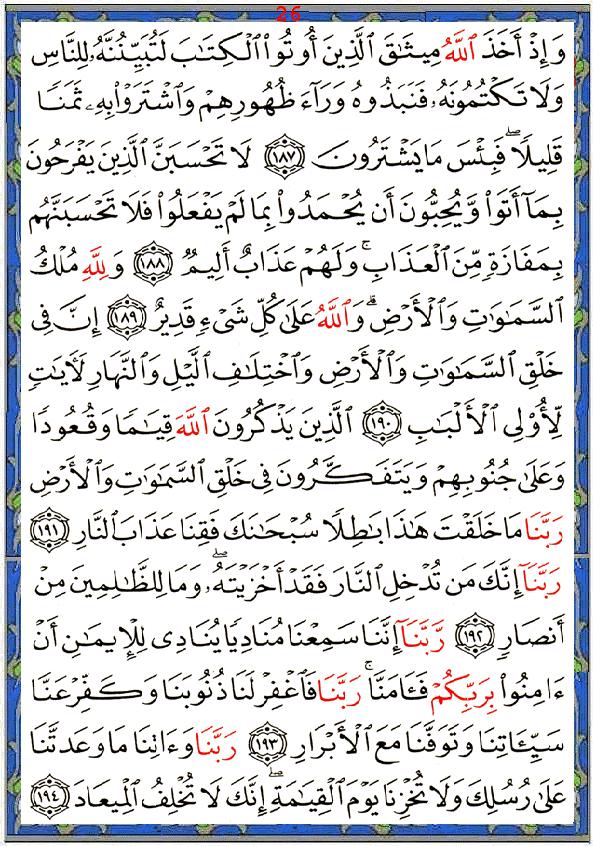 26
وَإِذْ أَخَذَ ٱللَّهُ مِيثَٰقَ ٱلَّذِينَ أُوتُوا۟ ٱلْكِتَٰبَ لَتُبَيِّنُنَّهُۥ لِلنَّاسِ
وَلَا تَكْتُمُونَهُۥ فَنَبَذُوهُ وَرَآءَ ظُهُورِهِمْ وَٱشْتَرَوْا۟ بِهِۦ ثَمَنًا
قَلِيلًا ۖ فَبِئْسَ مَا يَشْتَرُونَ ١٨٧ لَا تَحْسَبَنَّ ٱلَّذِينَ يَفْرَحُونَ
بِمَآ أَتَوا۟ وَّيُحِبُّونَ أَن يُحْمَدُوا۟ بِمَا لَمْ يَفْعَلُوا۟ فَلَا تَحْسَبَنَّهُم
بِمَفَازَةٍ مِّنَ ٱلْعَذَابِ ۖ وَلَهُمْ عَذَابٌ أَلِيمٌ ١٨٨ وَلِلَّهِ مُلْكُ
ٱلسَّمَٰوَٰتِ وَٱلْأَرْضِ ۗ وَٱللَّهُ عَلَىٰ كُلِّ شَىْءٍ قَدِيرٌ ١٨٩ إِنَّ فِى
خَلْقِ ٱلسَّمَٰوَٰتِ وَٱلْأَرْضِ وَٱخْتِلَٰفِ ٱلَّيْلِ وَٱلنَّهَارِ لَءَايَٰتٍ
لِّأُو۟لِى ٱلْأَلْبَٰبِ ١٩٠ ٱلَّذِينَ يَذْكُرُونَ ٱللَّهَ قِيَٰمًا وَقُعُودًا
وَعَلَىٰ جُنُوبِهِمْ وَيَتَفَكَّرُونَ فِى خَلْقِ ٱلسَّمَٰوَٰتِ وَٱلْأَرْضِ
رَبَّنَا مَا خَلَقْتَ هَٰذَا بَٰطِلًا سُبْحَٰنَكَ فَقِنَا عَذَابَ ٱلنَّارِ ١٩١
رَبَّنَآ إِنَّكَ مَن تُدْخِلِ ٱلنَّارَ فَقَدْ أَخْزَيْتَهُۥ ۖ وَمَا لِلظَّٰلِمِينَ مِنْ
أَنصَارٍ ١٩٢ رَّبَّنَآ إِنَّنَا سَمِعْنَا مُنَادِيًا يُنَادِى لِلْإِيمَٰنِ أَنْ
ءَامِنُوا۟ بِرَبِّكُمْ فَـَٔامَنَّا ۚ رَبَّنَا فَٱغْفِرْ لَنَا ذُنُوبَنَا وَكَفِّرْ عَنَّا
سَيِّـَٔاتِنَا وَتَوَفَّنَا مَعَ ٱلْأَبْرَارِ ١٩٣ رَبَّنَا وَءَاتِنَا مَا وَعَدتَّنَا
عَلَىٰ رُسُلِكَ وَلَا تُخْزِنَا يَوْمَ ٱلْقِيَٰمَةِ ۗ إِنَّكَ لَا تُخْلِفُ ٱلْمِيعَادَ ١٩٤